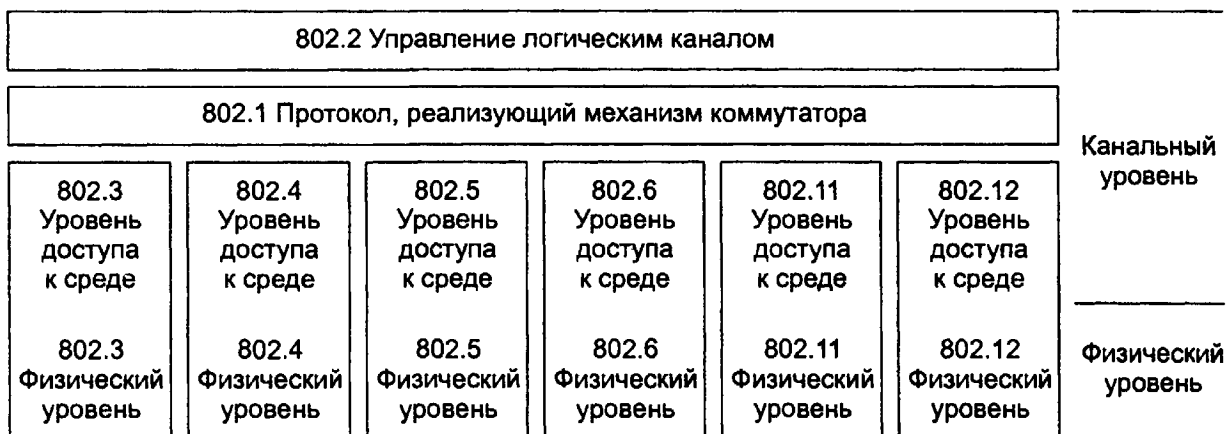 802.2 Управление логическим каналом
802.1 Протокол, реализующий механизм коммутатора
Канальный
уровень
802.3
Уровень
доступа
к среде
802.4
Уровень
доступа
к среде
802.5
Уровень
доступа
к среде
802.6
Уровень
доступа
к среде
802.11
Уровень
доступа
к среде
802.12
Уровень
доступа
к среде
802.3
Физический
уровень
802.4
Физический
уровень
802.5
Физический
уровень
802.6
Физический
уровень
802.11
Физический
уровень
802.12
Физический
уровень
Физический
уровень